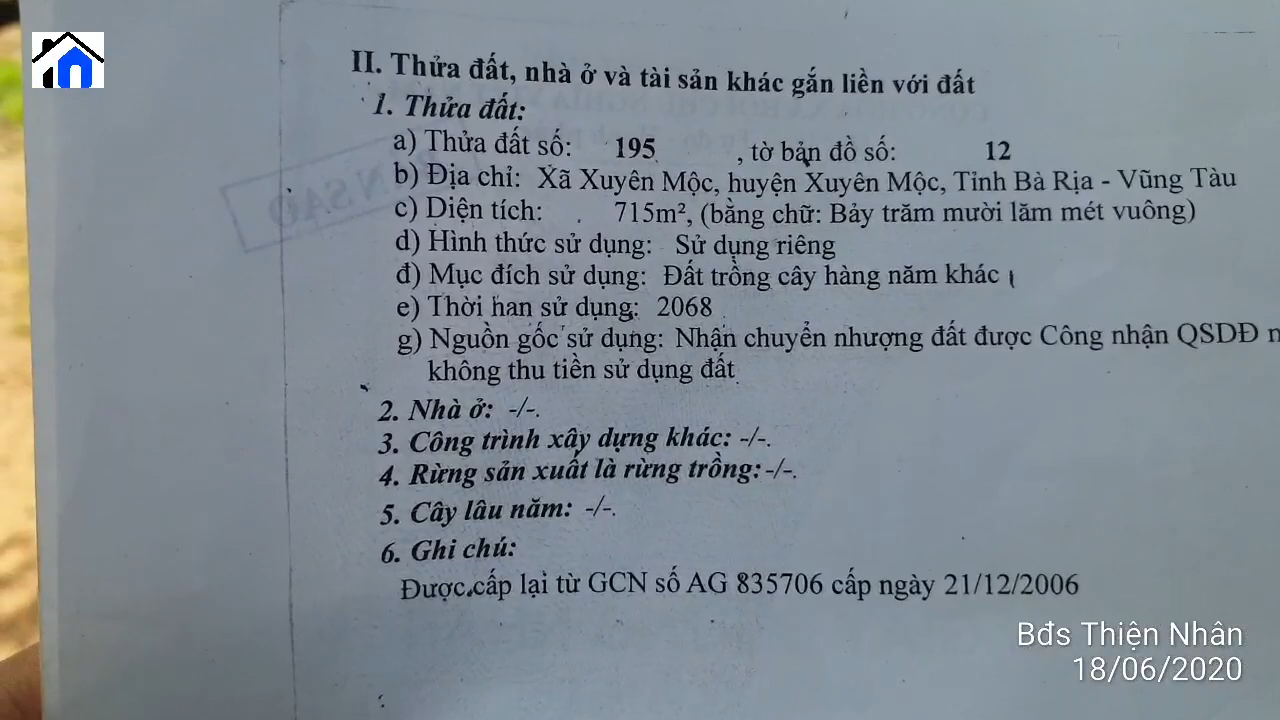 II. Thửa đất, nhà ở và tài sản khác gắn liền với đất
1. Thửa đất:
a) Thửa đất số: 195 , tờ bản đồ số: 12
b) Địa chỉ: Xã Xuyên Mộc, huyện Xuyên Mộc, Tỉnh Bà Rịa - Vũng Tàu
c) Diện tích: 715m², (bằng chữ: Bảy trăm mười lăm mét vuông)
d) Hình thức sử dụng: Sử dụng riêng
đ) Mục đích sử dụng: Đất trồng cây hàng năm khác
e) Thời hạn sử dụng: 2068
g) Nguồn gốc sử dụng: Nhận chuyển nhượng đất được Công nhận QSDĐ
không thu tiền sử dụng đất
2. Nhà ở: -/-.
3. Công trình xây dựng khác: -/-.
4. Rừng sản xuất là rừng trồng: -/-.
5. Cây lâu năm: -/-.
6. Ghi chú:
Được cấp lại từ GCN số AG 835706 cấp ngày 21/12/2006
Bđs Thiện Nhân
18/06/2020